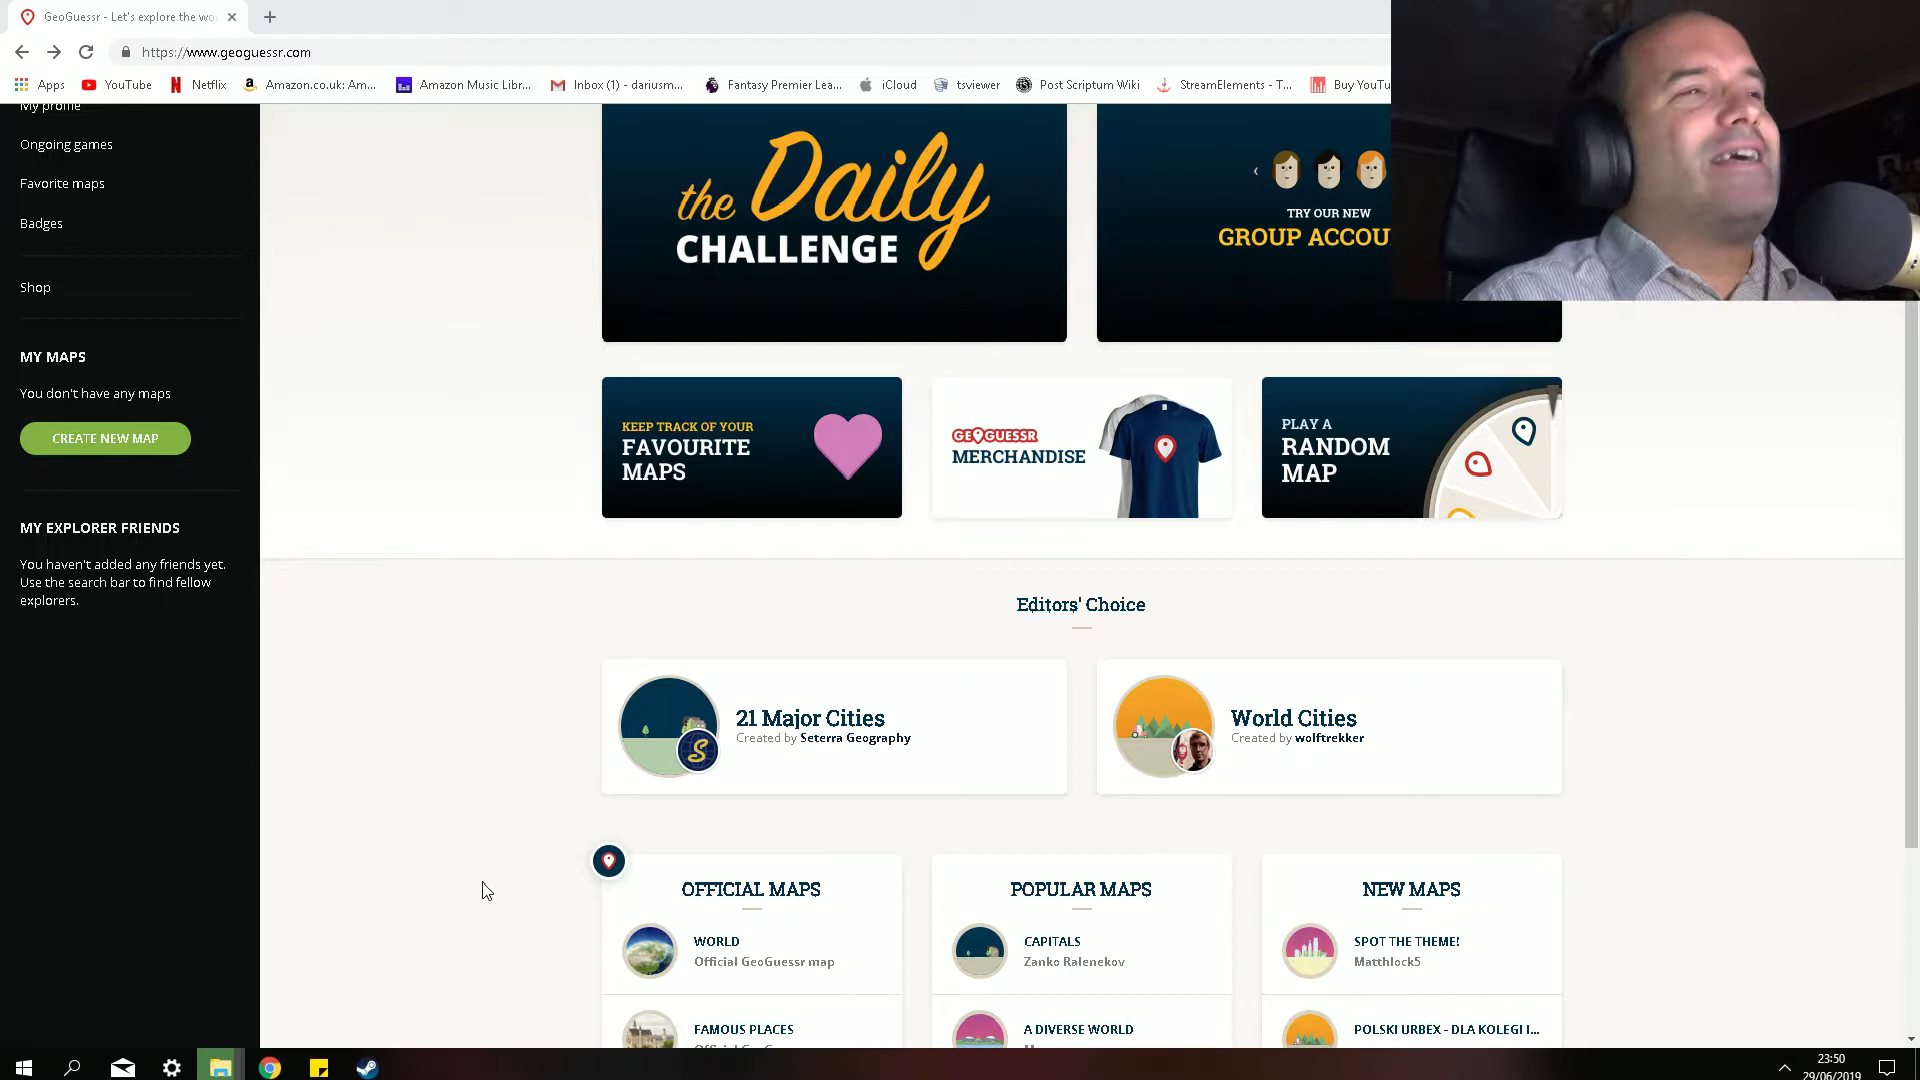 GeoGuessr - Let's explore the wo
https://www.geoguessr.com
Apps
YouTube
Netflix
Amazon.co.uk: Am...
Amazon Music Libr...
Inbox (1) - dariusm...
Fantasy Premier Lea...
iCloud
tsviewer
Post Scriptum Wiki
StreamElements - T...
Buy YouTu
My profile
Ongoing games
Favorite maps
Badges
Shop
MY MAPS
You don't have any maps
CREATE NEW MAP
MY EXPLORER FRIENDS
You haven't added any friends yet.
Use the search bar to find fellow
explorers.
the Daily
CHALLENGE
TRY OUR NEW
GROUP ACCOU
KEEP TRACK OF YOUR
FAVOURITE
MAPS
GEOGUESSR
MERCHANDISE
PLAY A
RANDOM
MAP
Editors' Choice
21 Major Cities
Created by Seterra Geography
S
World Cities
Created by wolftrekker
OFFICIAL MAPS
WORLD
Official GeoGuessr map
FAMOUS PLACES
POPULAR MAPS
CAPITALS
Zanko Ralenekov
A DIVERSE WORLD
NEW MAPS
SPOT THE THEME!
Matthlock5
POLSKI URBEX - DLA KOLEGI I...
23:50
29/06/2019